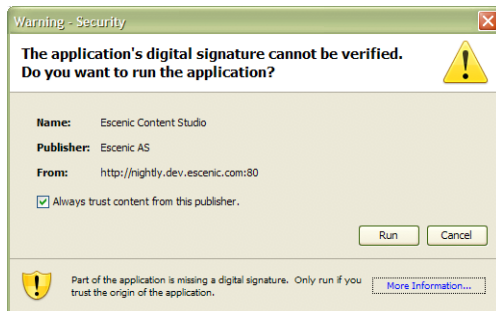 Warning - Security
The application's digital signature cannot be verified.
Do you want to run the application?
Name: Escenic Content Studio
Publisher: Escenic AS
From: http://nightly.dev.escenic.com:80
Always trust content from this publisher.
Run Cancel
Part of the application is missing a digital signature. Only run if you
trust the origin of the application.
More Information...